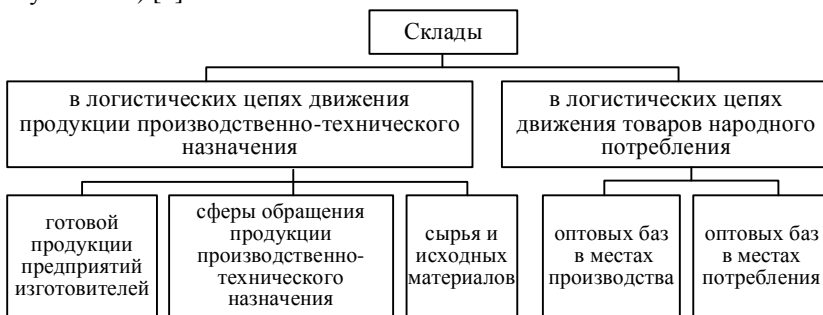 Склады
в логистических цепях движения
продукции производственно-технического
назначения
в логистических цепях
движения товаров народного
потребления
готовой
продукции
предприятий
изготовителей
сферы обращения
продукции
производственно-
технического
назначения
сырья и
исходных
материалов
оптовых баз
в местах
производства
оптовых баз
в местах
потребления